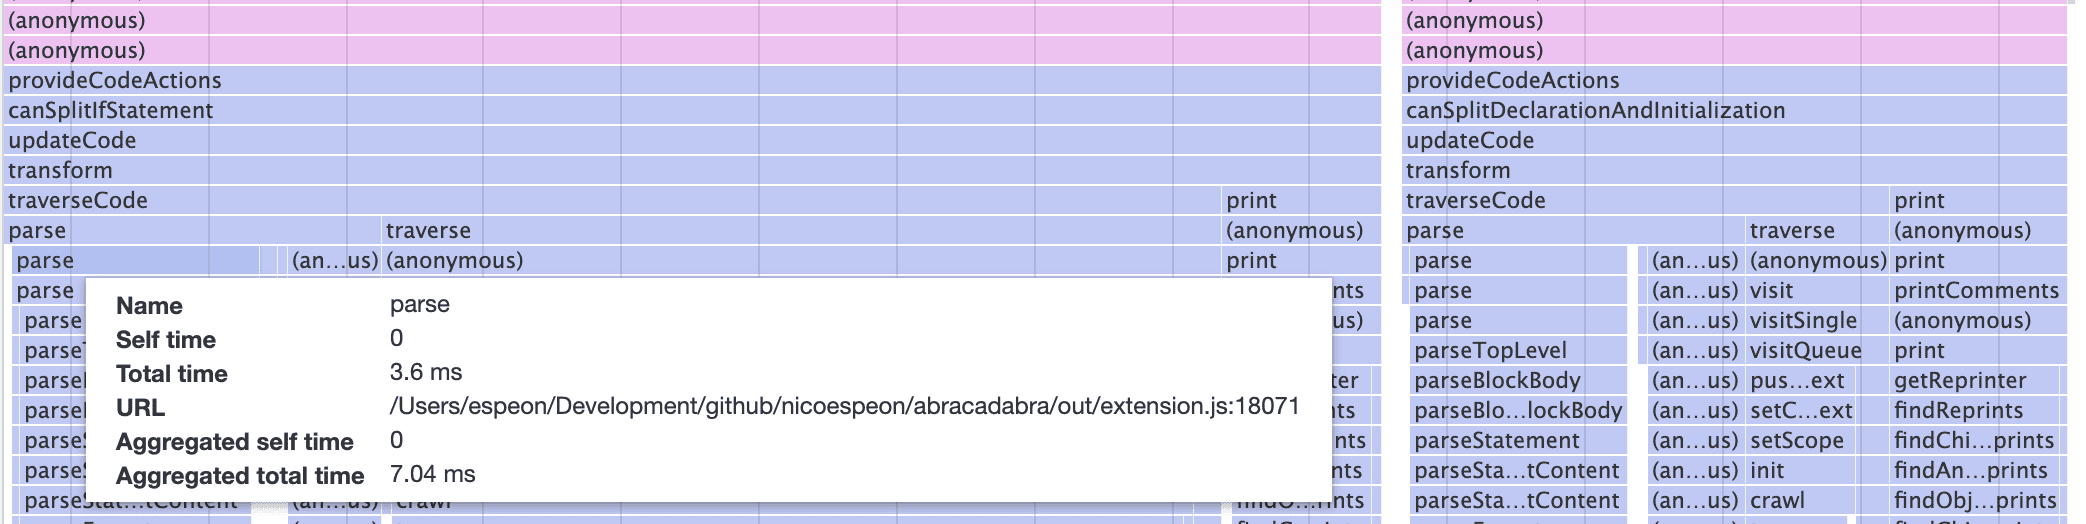 (anonymous) (anonymous)
(anonymous) (anonymous)
provideCodeActions provideCodeActions
canSplitIfStatement canSplitDeclarationAndInitialization
updateCode updateCode
transform transform
traverseCode print traverseCode print
parse traverse (anonymous) parse traverse (anonymous)
parse (an...us) (anonymous) print parse (an...us) (anonymous) print
parse nts parse (an...us) visit printComments
parse us) parse (an...us) visitSingle (anonymous)
parse parseTopLevel (an...us) visitQueue print
parse ter parseBlockBody (an...us) pus...ext getReprinter
parse nts parseBlo...lockBody (an...us) setC...ext findReprints
parse nts parseStatement (an...us) setScope findChi...prints
parse nts parseSta...tContent (an...us) init findAn...prints
parseStat...tContent (an...us) crawl parseSta...tContent (an...us) crawl findObj...prints
Name parse
Self time 0
Total time 3.6 ms
URL /Users/espeon/Development/github/nicoespeon/abracadabra/out/extension.js:18071
Aggregated self time 0
Aggregated total time 7.04 ms